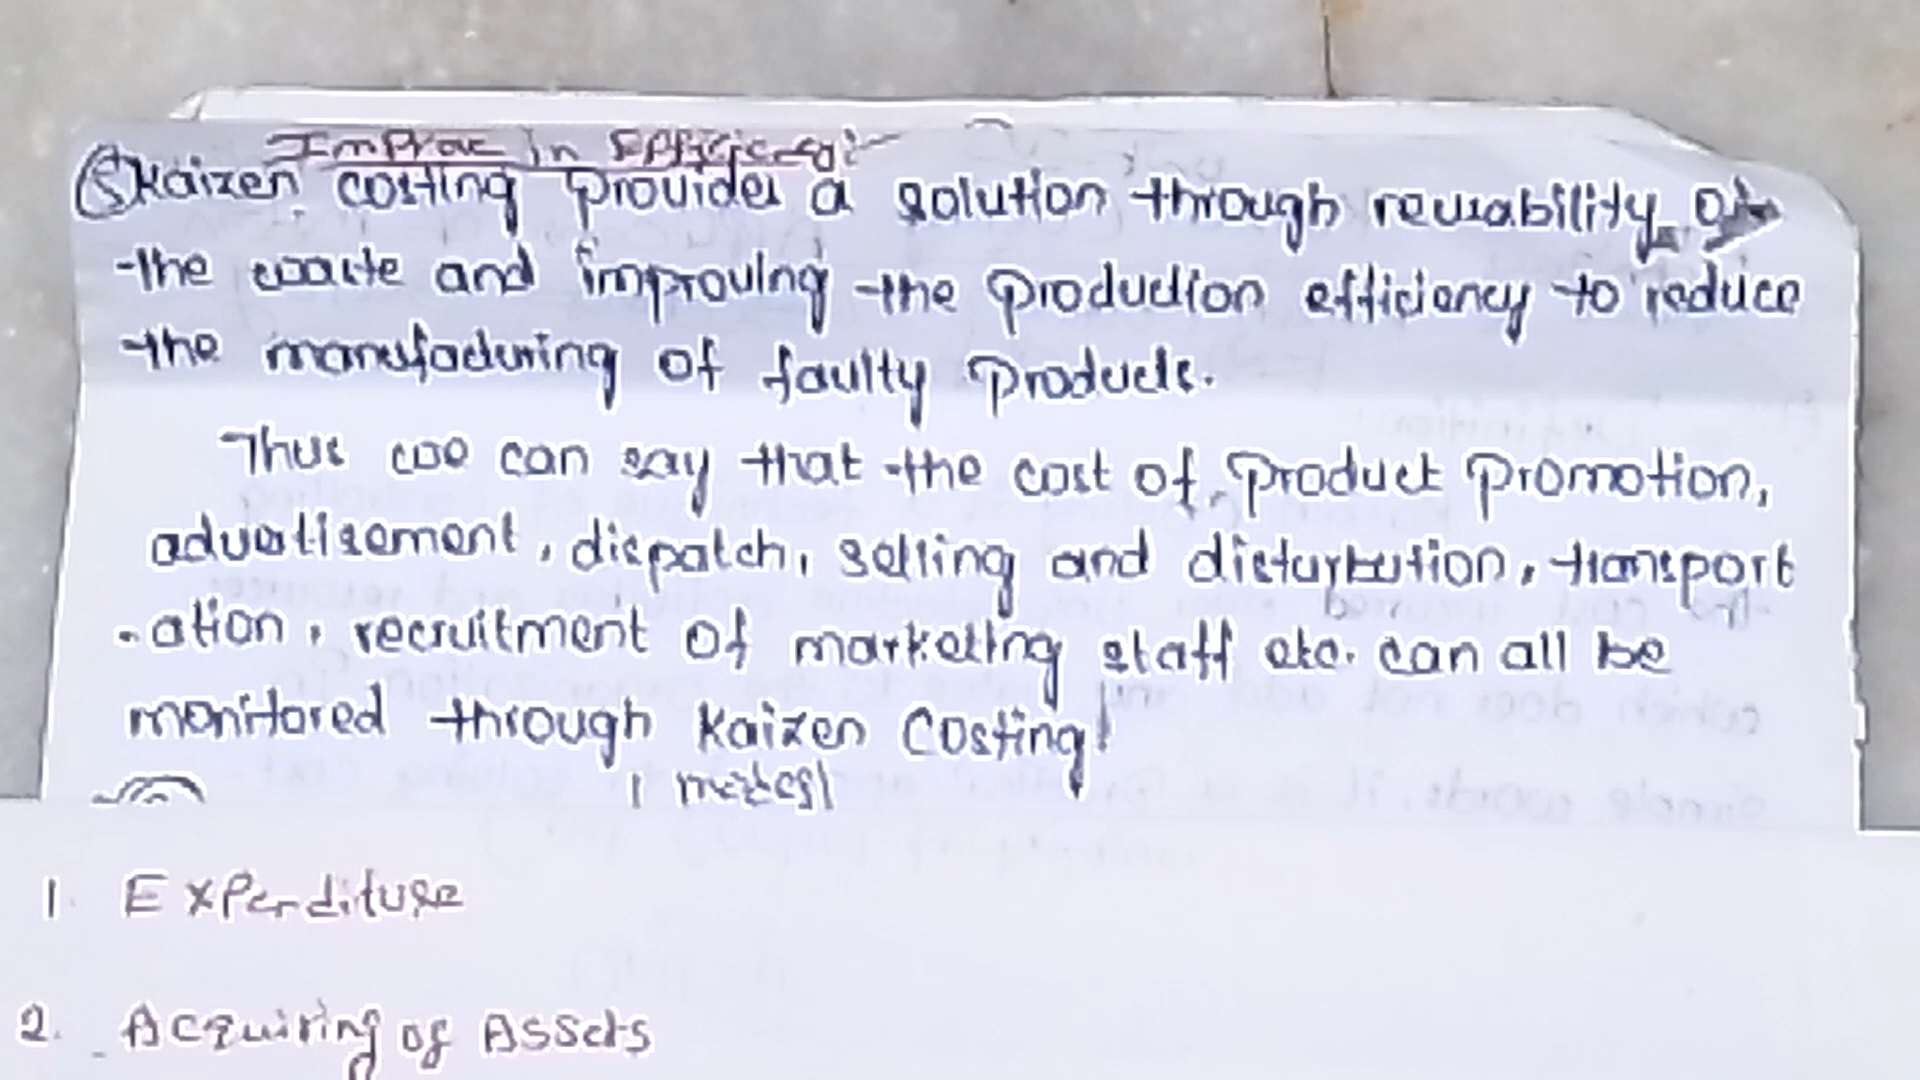 Improve in Efficiency:-
⑤ Kaizen costing provides a solution through reusability of
the waste and improving the production efficiency to reduce
the manufacturing of faulty products.
Thus we can say that the cost of product promotion,
advertisement, dispatch, selling and disturbution, transport
-ation, recruitment of marketing staff etc. can all be
monitored through Kaizen Costing!
1. Expenditure
2. Acquiring of Assets